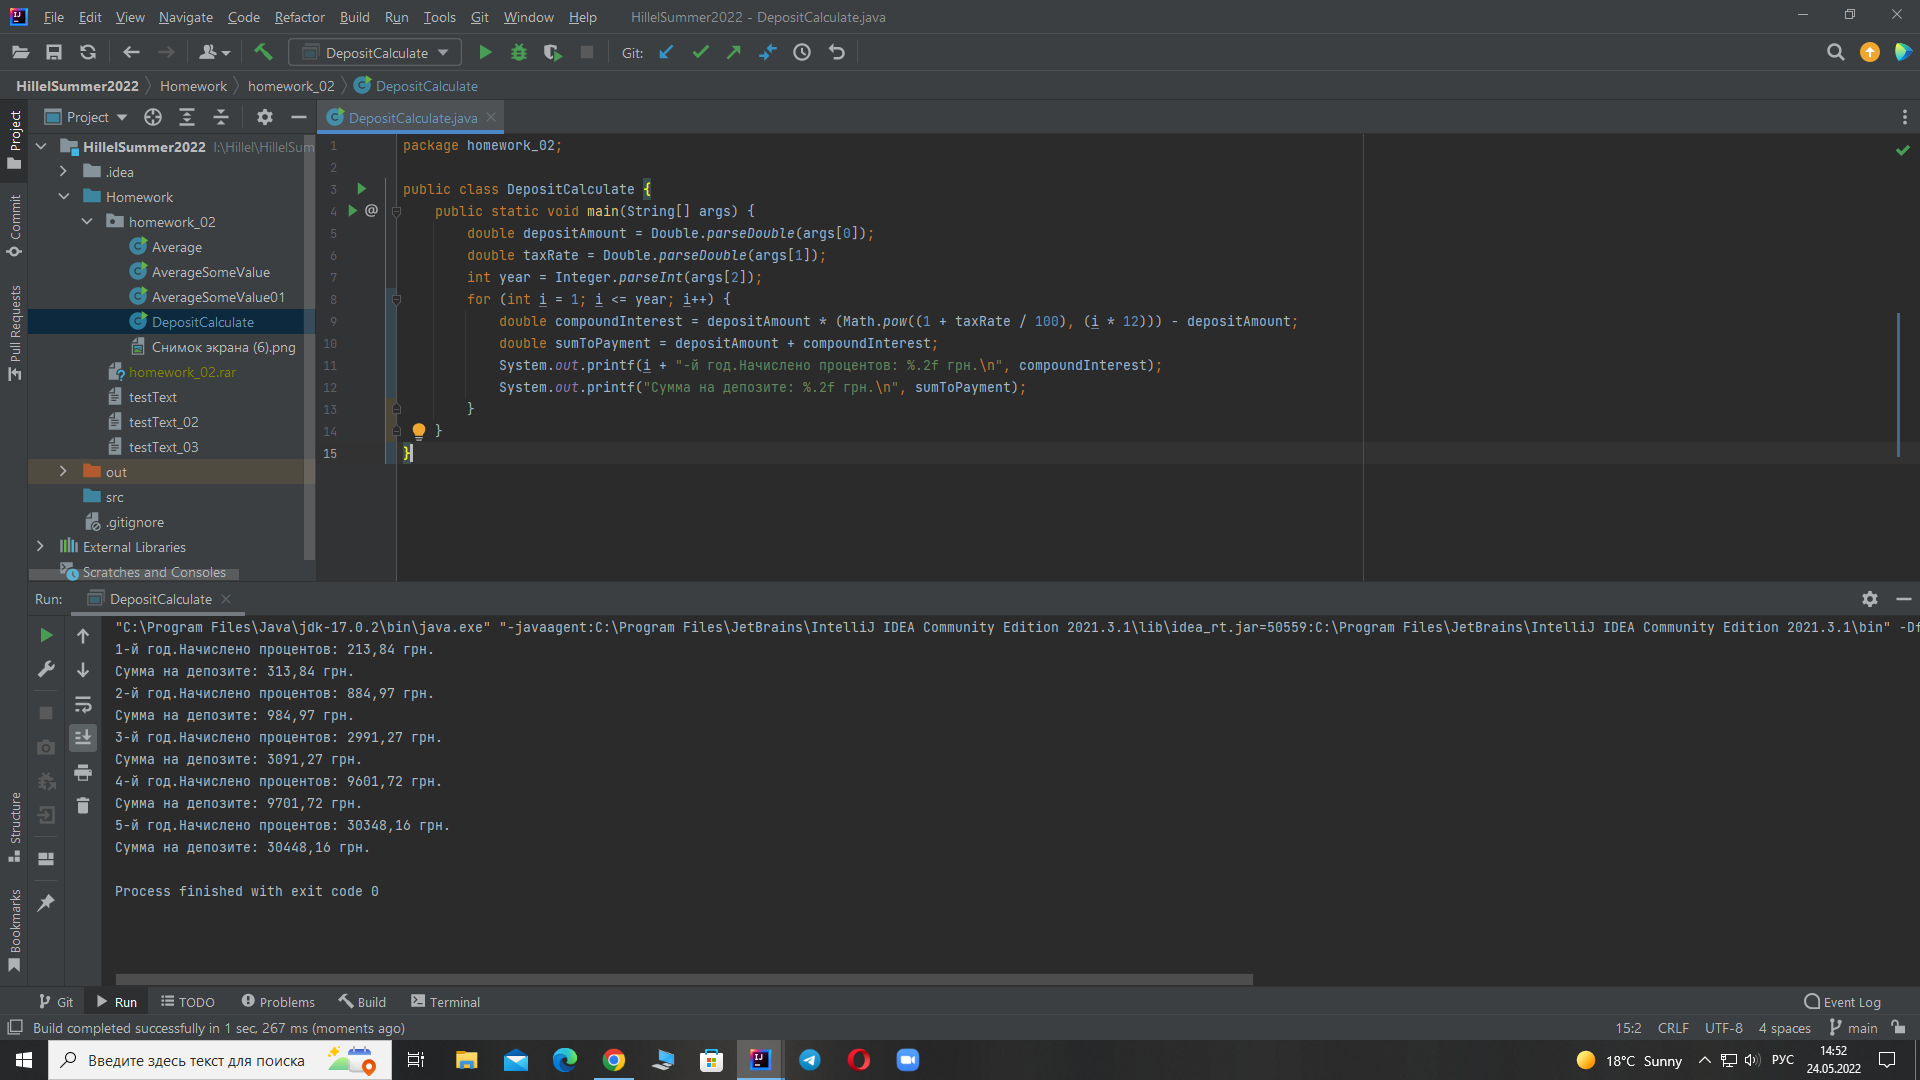 File Edit View Navigate Code Refactor Build Run Tools Git Window Help HillelSummer2022 - DepositCalculate.java
DepositCalculate Git:
HillelSummer2022 Homework homework_02 DepositCalculate
Project DepositCalculate.java
HillelSummer2022 I:\Hillel\HillelSum
.idea
Homework
homework_02
Average
AverageSomeValue
AverageSomeValue01
DepositCalculate
Снимок экрана (6).png
homework_02.rar
testText
testText_02
testText_03
out
src
.gitignore
External Libraries
Scratches and Consoles
Project
Commit
Pull Requests
Structure
Bookmarks
1 package homework_02;
2
3 public class DepositCalculate {
4 @ public static void main(String[] args) {
5 double depositAmount = Double.parseDouble(args[0]);
6 double taxRate = Double.parseDouble(args[1]);
7 int year = Integer.parseInt(args[2]);
8 for (int i = 1; i <= year; i++) {
9 double compoundInterest = depositAmount * (Math.pow((1 + taxRate / 100), (i * 12))) - depositAmount;
10 double sumToPayment = depositAmount + compoundInterest;
11 System.out.printf(i + "-й год.Начислено процентов: %.2f грн.\n", compoundInterest);
12 System.out.printf("Сумма на депозите: %.2f грн.\n", sumToPayment);
13 }
14 }
15 }
Run: DepositCalculate
"C:\Program Files\Java\jdk-17.0.2\bin\java.exe" "-javaagent:C:\Program Files\JetBrains\IntelliJ IDEA Community Edition 2021.3.1\lib\idea_rt.jar=50559:C:\Program Files\JetBrains\IntelliJ IDEA Community Edition 2021.3.1\bin" -Df
1-й год.Начислено процентов: 213,84 грн.
Сумма на депозите: 313,84 грн.
2-й год.Начислено процентов: 884,97 грн.
Сумма на депозите: 984,97 грн.
3-й год.Начислено процентов: 2991,27 грн.
Сумма на депозите: 3091,27 грн.
4-й год.Начислено процентов: 9601,72 грн.
Сумма на депозите: 9701,72 грн.
5-й год.Начислено процентов: 30348,16 грн.
Сумма на депозите: 30448,16 грн.
Process finished with exit code 0
Git Run TODO Problems Build Terminal Event Log
Build completed successfully in 1 sec, 267 ms (moments ago) 15:2 CRLF UTF-8 4 spaces main
Введите здесь текст для поиска 18°C Sunny РУС 14:52
24.05.2022